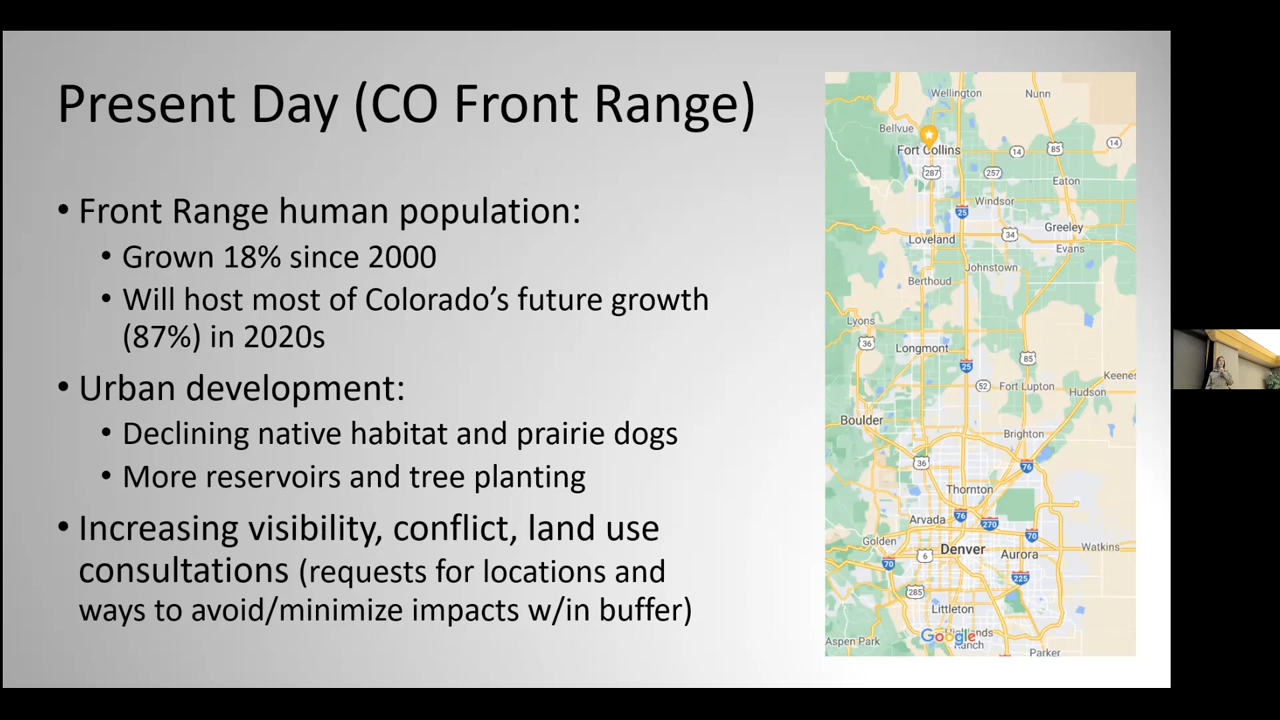 Present Day (CO Front Range)
• Front Range human population:
• Grown 18% since 2000
• Will host most of Colorado’s future growth
(87%) in 2020s
• Urban development:
• Declining native habitat and prairie dogs
• More reservoirs and tree planting
• Increasing visibility, conflict, land use
consultations (requests for locations and
ways to avoid/minimize impacts w/in buffer)
Wellington
Nunn
Bellvue
Fort Collins
14
85
14
287
257
Eaton
Windsor
25
34
Greeley
Loveland
Evans
Johnstown
Berthoud
Lyons
36
Longmont
85
25
Keenes
52
Fort Lupton
Hudson
Boulder
Brighton
36
76
Thornton
76
Arvada
270
70
Golden
6
Denver
Aurora
Watkins
70
225
285
Littleton
Google
Highlands
Ranch
Aspen Park
Parker